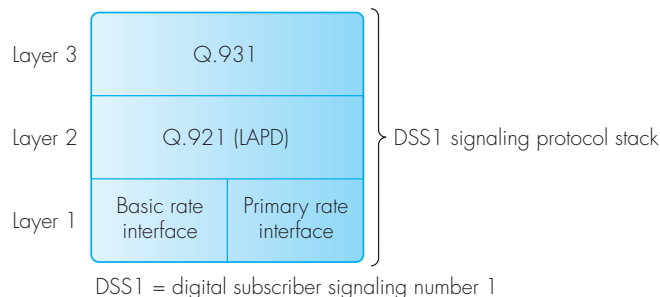 Layer 3
Q.931
Layer 2
Q.921 (LAPD)
DSS1 signaling protocol stack
Layer 1
Basic rate
interface
Primary rate
interface
DSS1 = digital subscriber signaling number 1